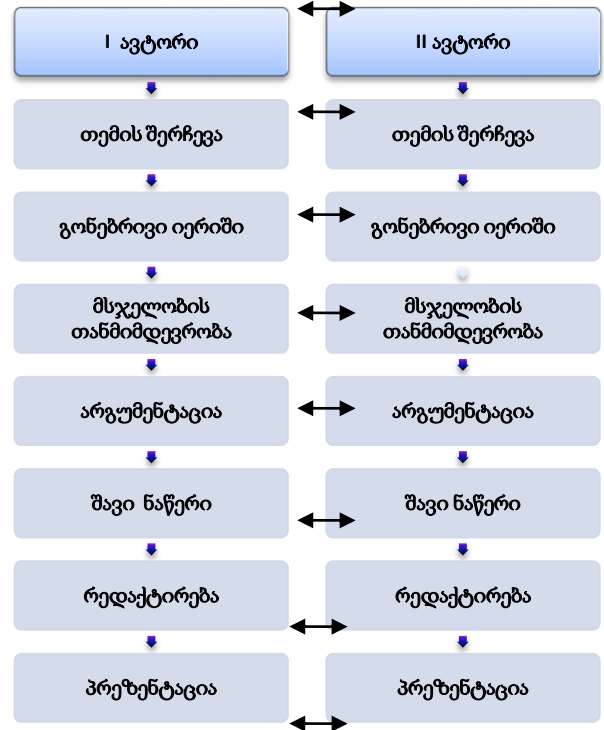 I ავტორი
II ავტორი
თემის შერჩევა
თემის შერჩევა
გონებრივი იერიში
გონებრივი იერიში
მსჯელობის
თანმიმდევრობა
მსჯელობის
თანმიმდევრობა
არგუმენტაცია
არგუმენტაცია
შავი ნაწერი
შავი ნაწერი
რედაქტირება
რედაქტირება
პრეზენტაცია
პრეზენტაცია